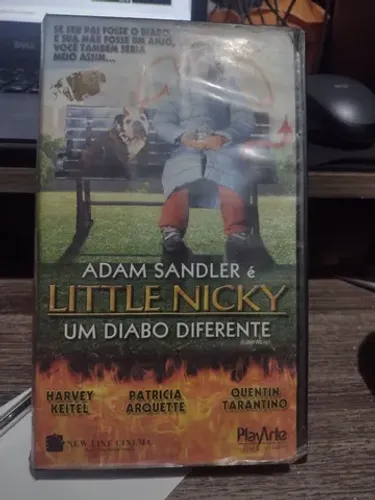 SE SEU PAI FOSSE O DIABO
E SUA MÃE FOSSE UM ANJO,
VOCÊ TAMBÉM SERIA
MEIO ASSIM...
ADAM SANDLER é
LITTLE NICKY
UM DIABO DIFERENTE
HARVEY KEITEL
PATRICIA ARQUETTE
QUENTIN TARANTINO
NEW LINE CINEMA
PlayArte